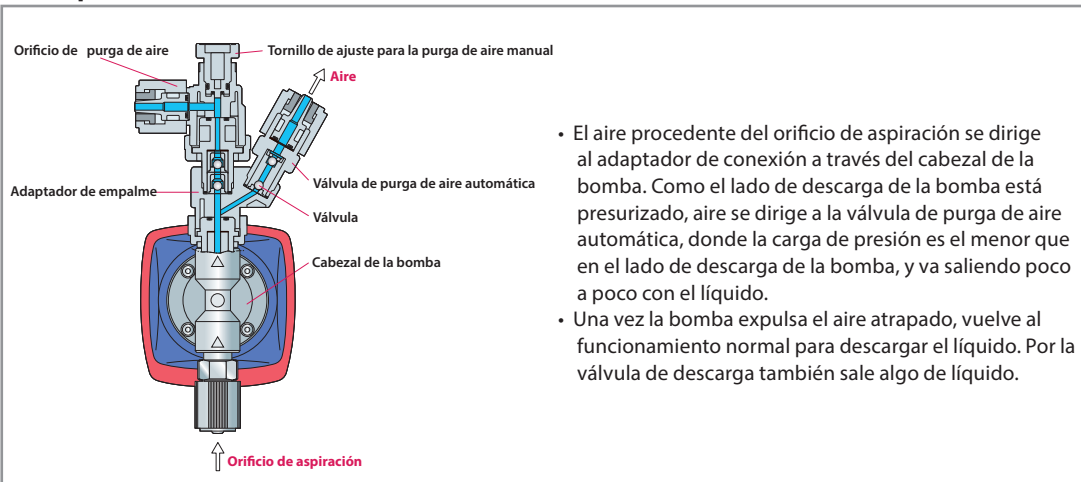 Orificio de purga de aire
Tornillo de ajuste para la purga de aire manual
Aire
Adaptador de empalme
Válvula de purga de aire automática
Válvula
Cabezal de la bomba
Orificio de aspiración
• El aire procedente del orificio de aspiración se dirige
al adaptador de conexión a través del cabezal de la
bomba. Como el lado de descarga de la bomba está
presurizado, aire se dirige a la válvula de purga de aire
automática, donde la carga de presión es el menor que
en el lado de descarga de la bomba, y va saliendo poco
a poco con el líquido.
• Una vez la bomba expulsa el aire atrapado, vuelve al
funcionamiento normal para descargar el líquido. Por la
válvula de descarga también sale algo de líquido.